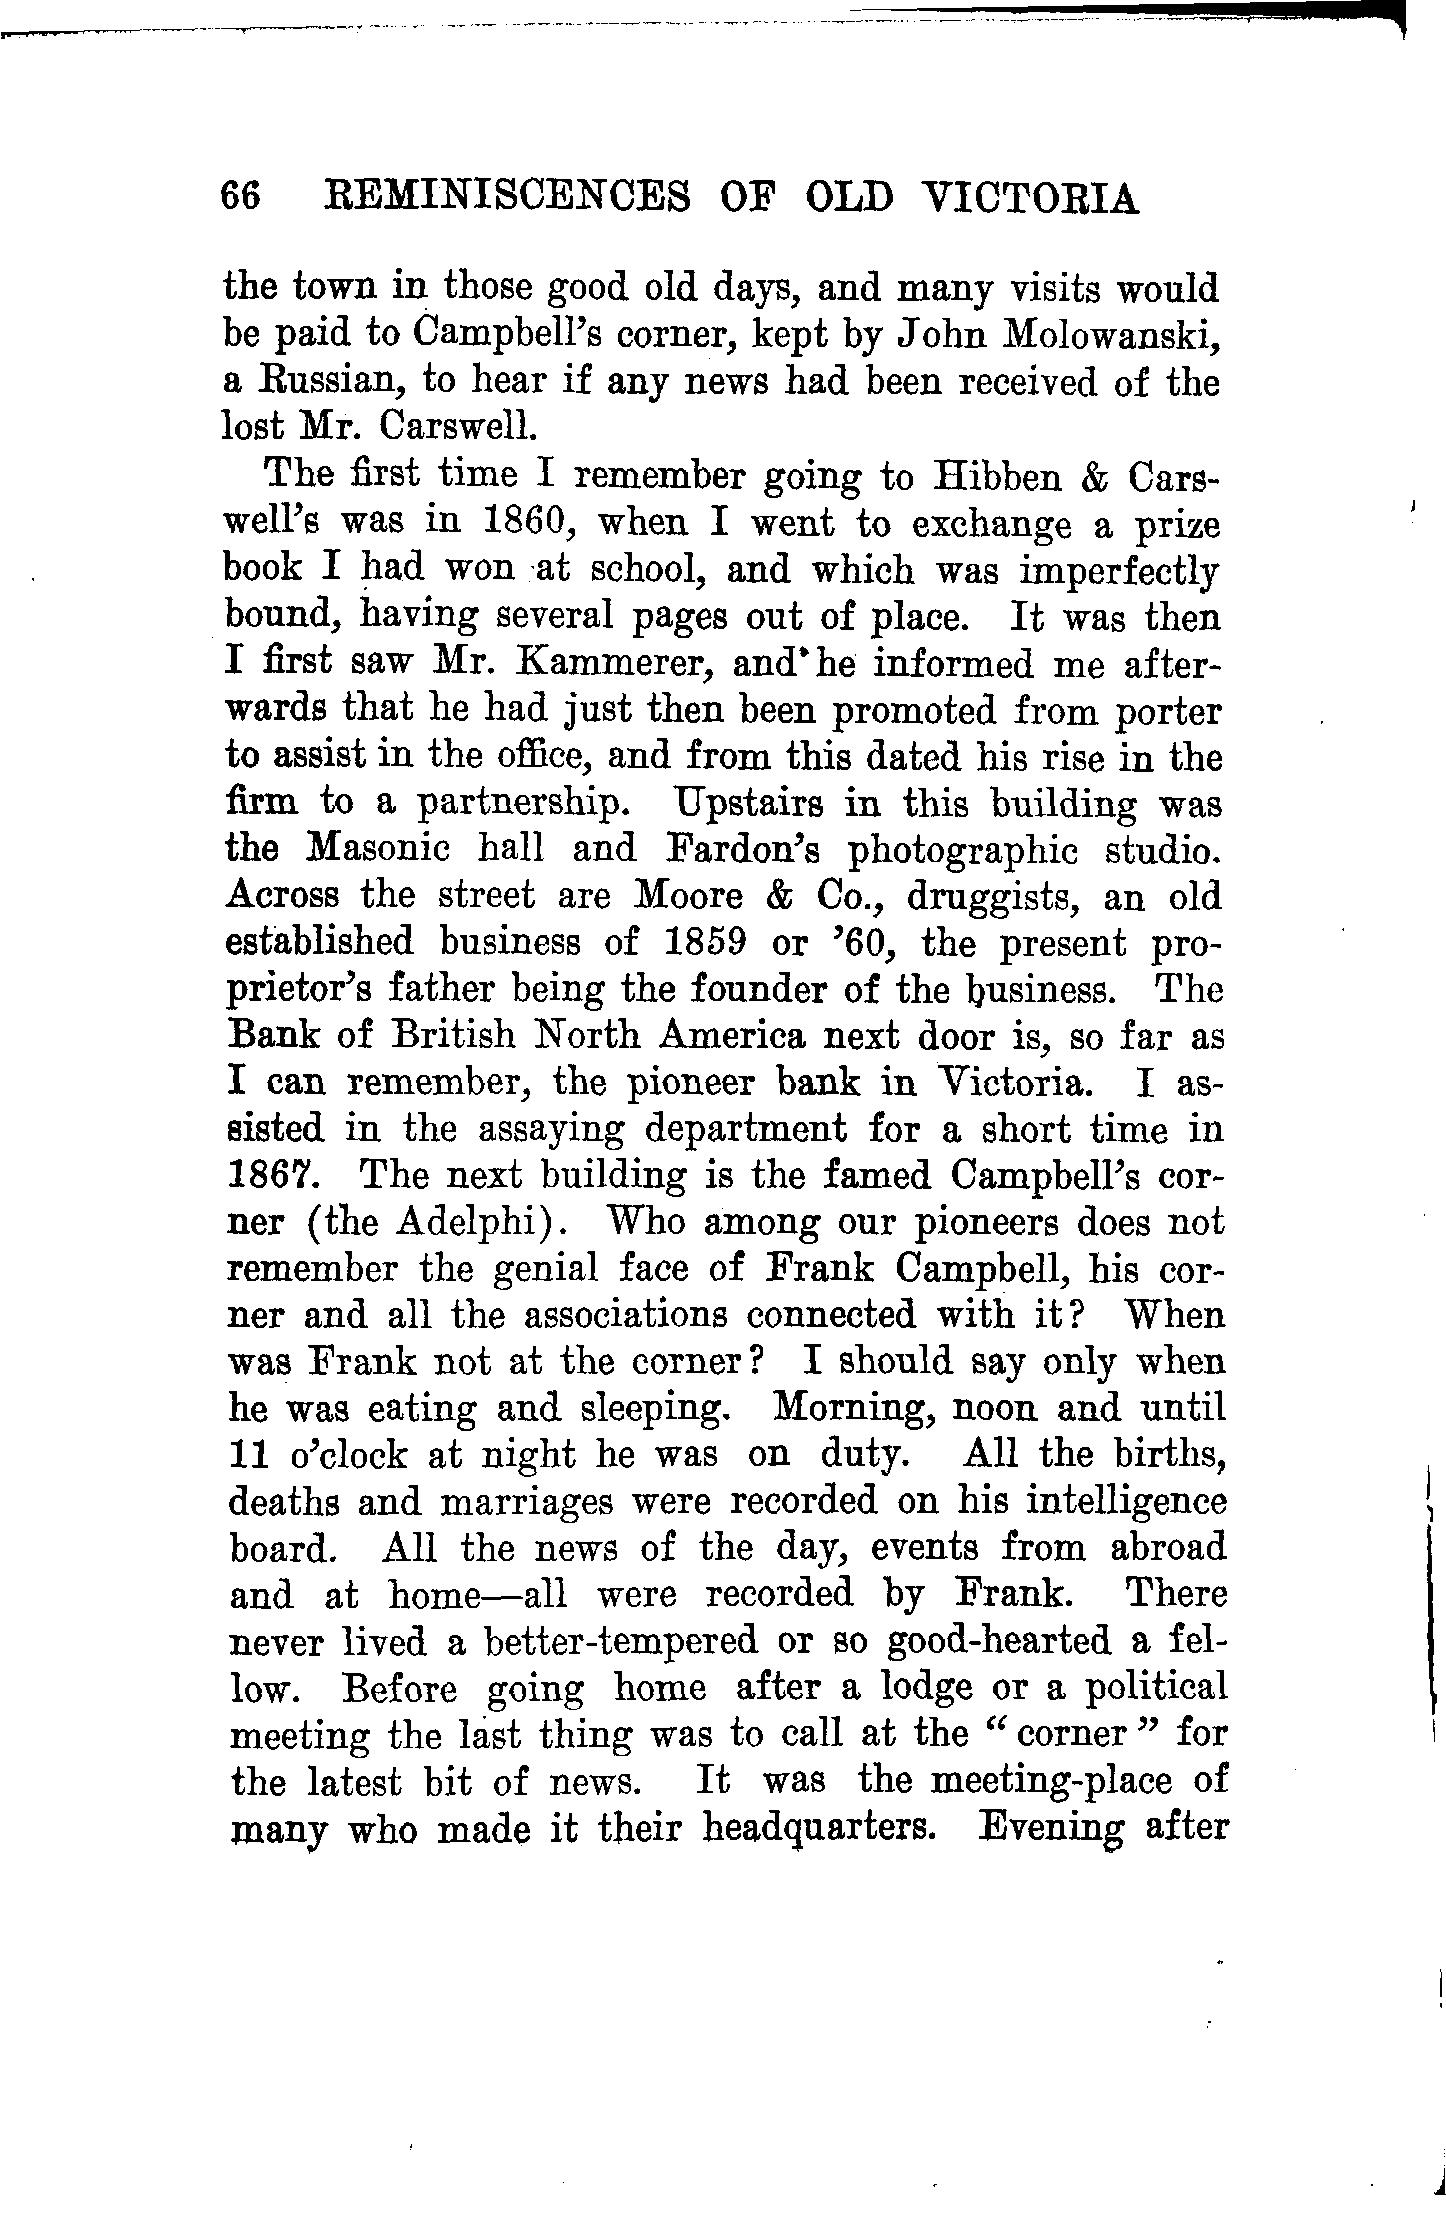 66 REMINISCENCES OF OLD VICTORIA
the town in those good old days, and many visits would
be paid to Campbell's corner, kept by John Molowanski,
a Russian, to hear if any news had been received of the
lost Mr. Carswell.
The first time I remember going to Hibben & Cars-
well's was in 1860, when I went to exchange a prize
book I had won at school, and which was imperfectly
bound, having several pages out of place. It was then
I first saw Mr. Kammerer, and he informed me after-
wards that he had just then been promoted from porter
to assist in the office, and from this dated his rise in the
firm to a partnership. Upstairs in this building was
the Masonic hall and Fardon's photographic studio.
Across the street are Moore & Co., druggists, an old
established business of 1859 or '60, the present pro-
prietor's father being the founder of the business. The
Bank of British North America next door is, so far as
I can remember, the pioneer bank in Victoria. I as-
sisted in the assaying department for a short time in
1867. The next building is the famed Campbell's cor-
ner (the Adelphi). Who among our pioneers does not
remember the genial face of Frank Campbell, his cor-
ner and all the associations connected with it? When
was Frank not at the corner? I should say only when
he was eating and sleeping. Morning, noon and until
11 o'clock at night he was on duty. All the births,
deaths and marriages were recorded on his intelligence
board. All the news of the day, events from abroad
and at home—all were recorded by Frank. There
never lived a better-tempered or so good-hearted a fel-
low. Before going home after a lodge or a political
meeting the last thing was to call at the "corner" for
the latest bit of news. It was the meeting-place of
many who made it their headquarters. Evening after